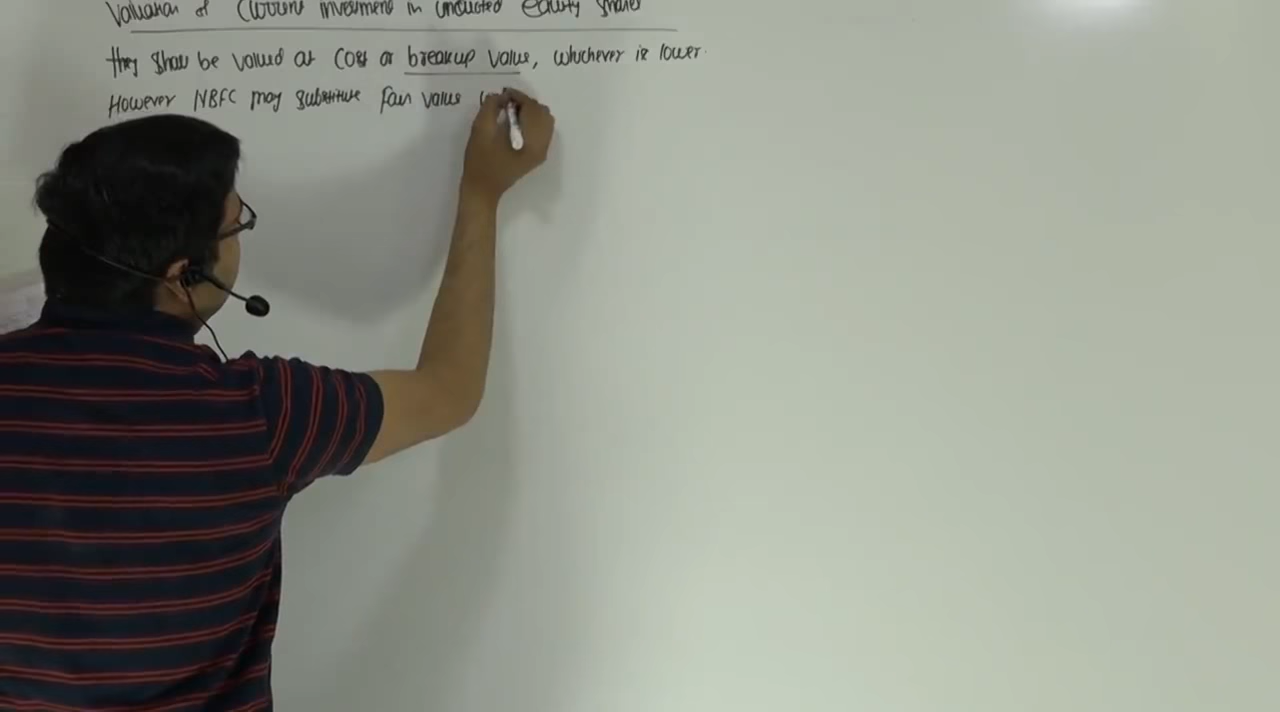 Valuation of Current investment in unquoted equity shares
they shall be valued at cost or breakup value, whichever is lower.
However NBFC may substitute fair value